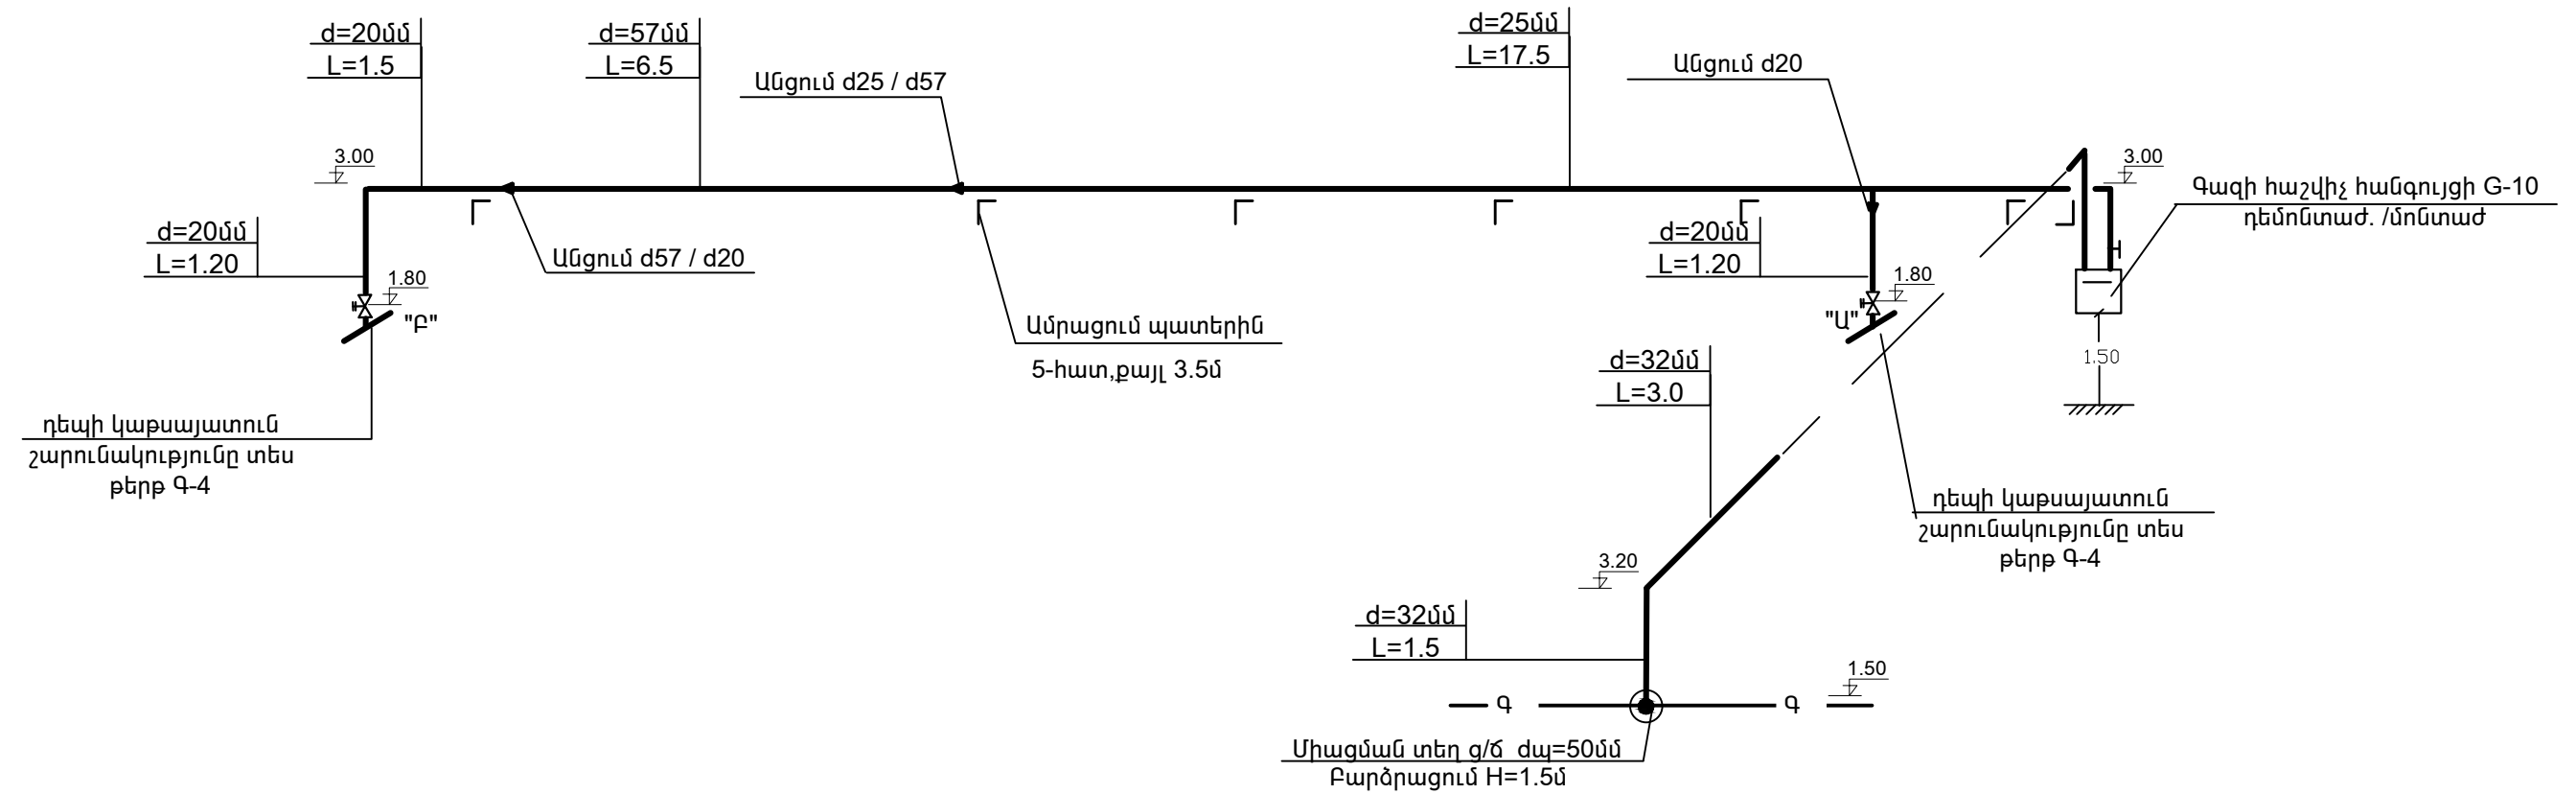 d=20մմ
L=1.5
d=57մմ
L=6.5
Անցում d25 / d57
d=25մմ
L=17.5
Անցում d20
3.00
3.00
Գազի հաշվիչ հանգույցի G-10
դեմոնտաժ. /մոնտաժ
d=20մմ
L=1.20
Անցում d57 / d20
d=20մմ
L=1.20
1.80
"Բ"
1.80
"Ա"
Ամրացում պատերին
5-հատ,քայլ 3.5մ
1.50
d=32մմ
L=3.0
դեպի կաթսայատուն
շարունակությունը տես
թերթ Գ-4
դեպի կաթսայատուն
շարունակությունը տես
թերթ Գ-4
3.20
d=32մմ
L=1.5
1.50
Գ
Գ
Միացման տեղ գ/ճ dպ=50մմ
Բարձրացում H=1.5մ